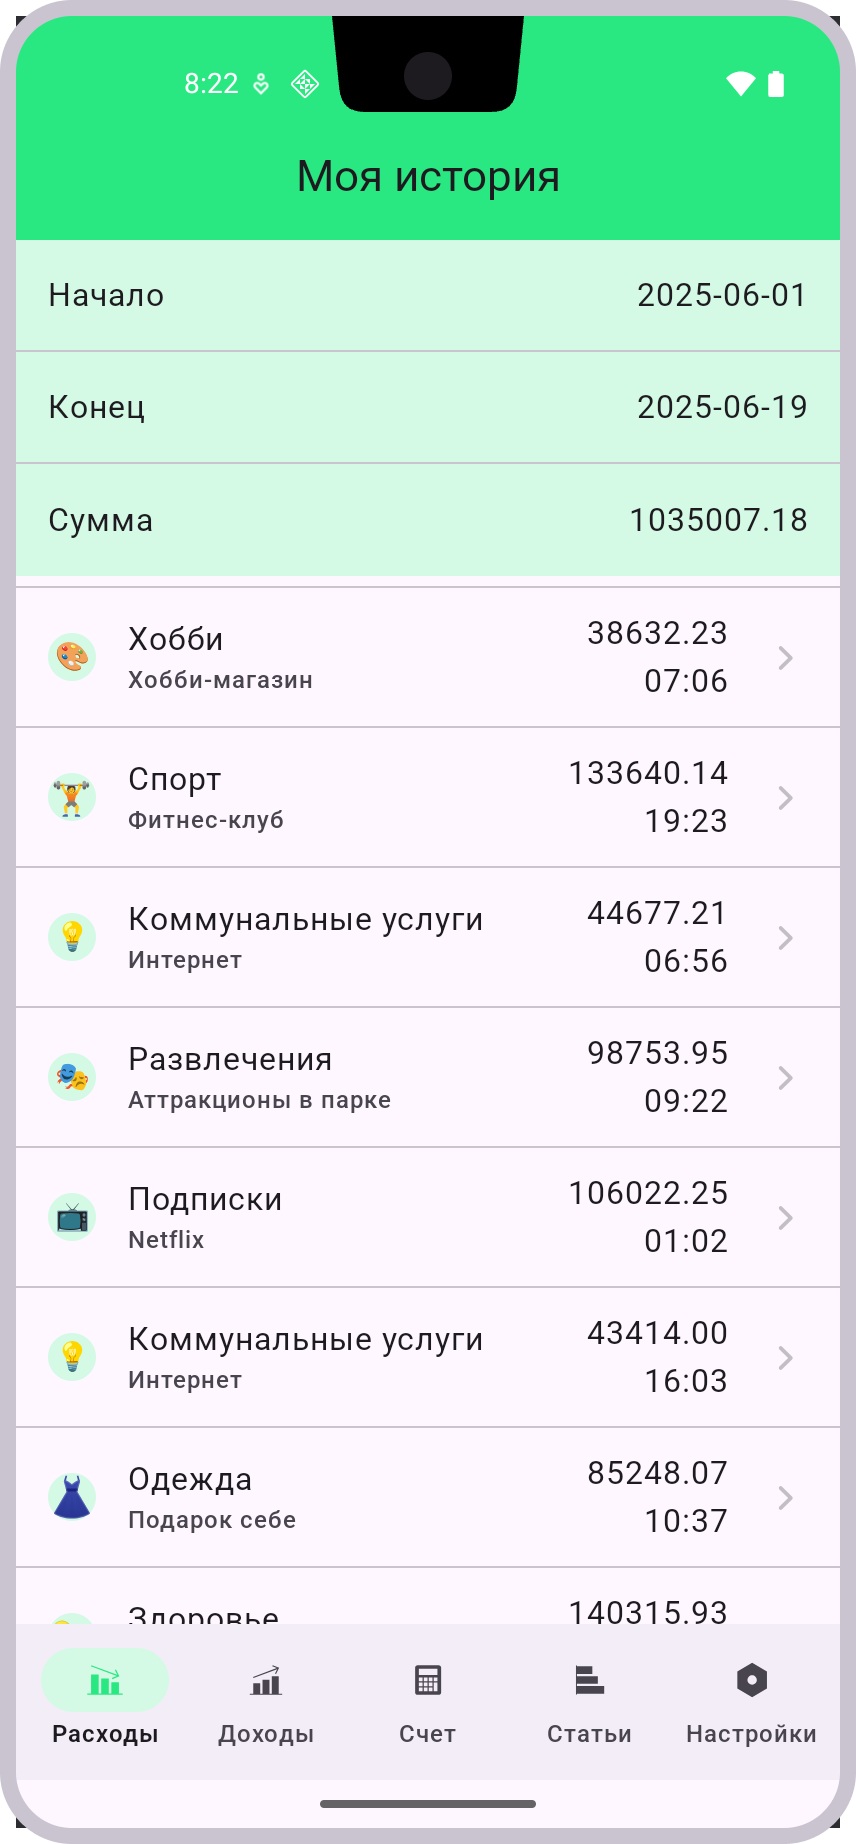 8:22
Моя история
Начало 2025-06-01
Конец 2025-06-19
Сумма 1035007.18
Хобби 38632.23
Хобби-магазин 07:06
Спорт 133640.14
Фитнес-клуб 19:23
Коммунальные услуги 44677.21
Интернет 06:56
Развлечения 98753.95
Аттракционы в парке 09:22
Подписки 106022.25
Netflix 01:02
Коммунальные услуги 43414.00
Интернет 16:03
Одежда 85248.07
Подарок себе 10:37
Здоровье 140315.93
Расходы Доходы Счет Статьи Настройки